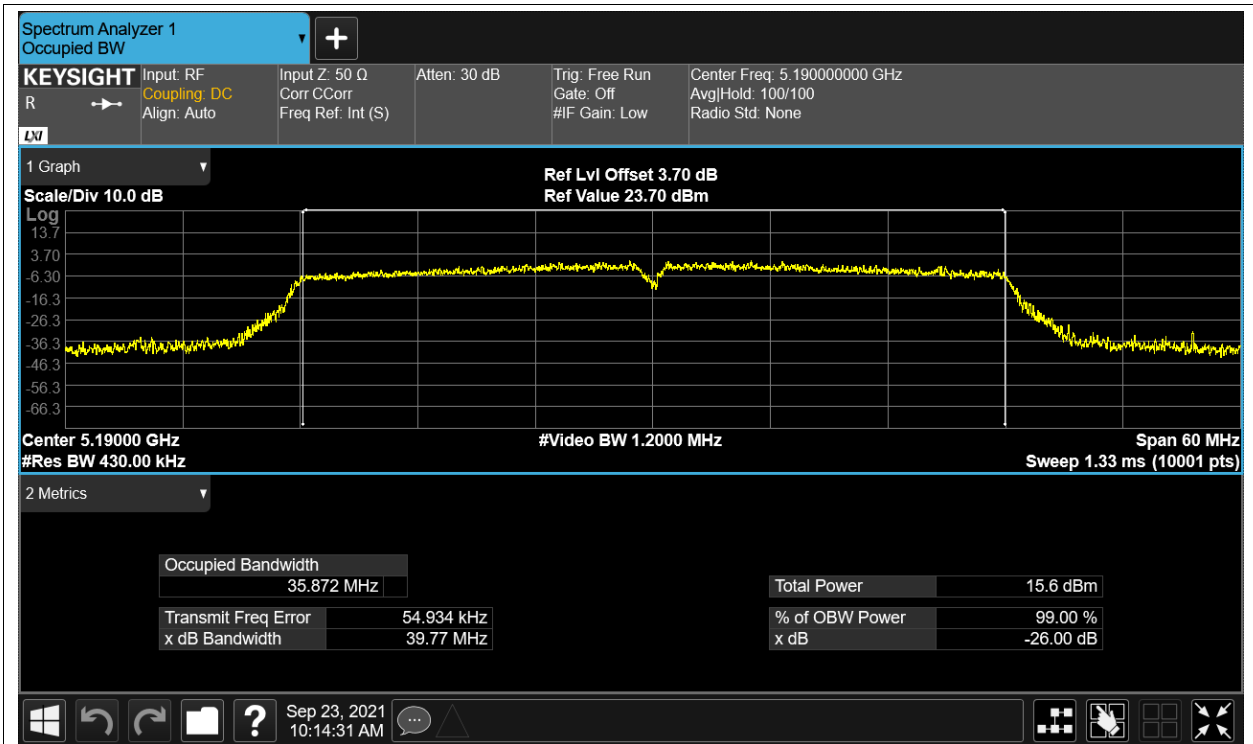 Spectrum Analyzer 1
Occupied BW
KEYSIGHT
R
LXI
Input: RF
Coupling: DC
Align: Auto
Input Z: 50 Ω
Corr CCorr
Freq Ref: Int (S)
Atten: 30 dB
Trig: Free Run
Gate: Off
#IF Gain: Low
Center Freq: 5.190000000 GHz
Avg|Hold: 100/100
Radio Std: None
1 Graph
Scale/Div 10.0 dB
Ref Lvl Offset 3.70 dB
Ref Value 23.70 dBm
Log
13.7
3.70
-6.30
-16.3
-26.3
-36.3
-46.3
-56.3
-66.3
Center 5.19000 GHz
#Video BW 1.2000 MHz
Span 60 MHz
#Res BW 430.00 kHz
Sweep 1.33 ms (10001 pts)
2 Metrics
Occupied Bandwidth
35.872 MHz
Total Power 15.6 dBm
Transmit Freq Error 54.934 kHz
% of OBW Power 99.00 %
x dB Bandwidth 39.77 MHz
x dB -26.00 dB
?
Sep 23, 2021
10:14:31 AM